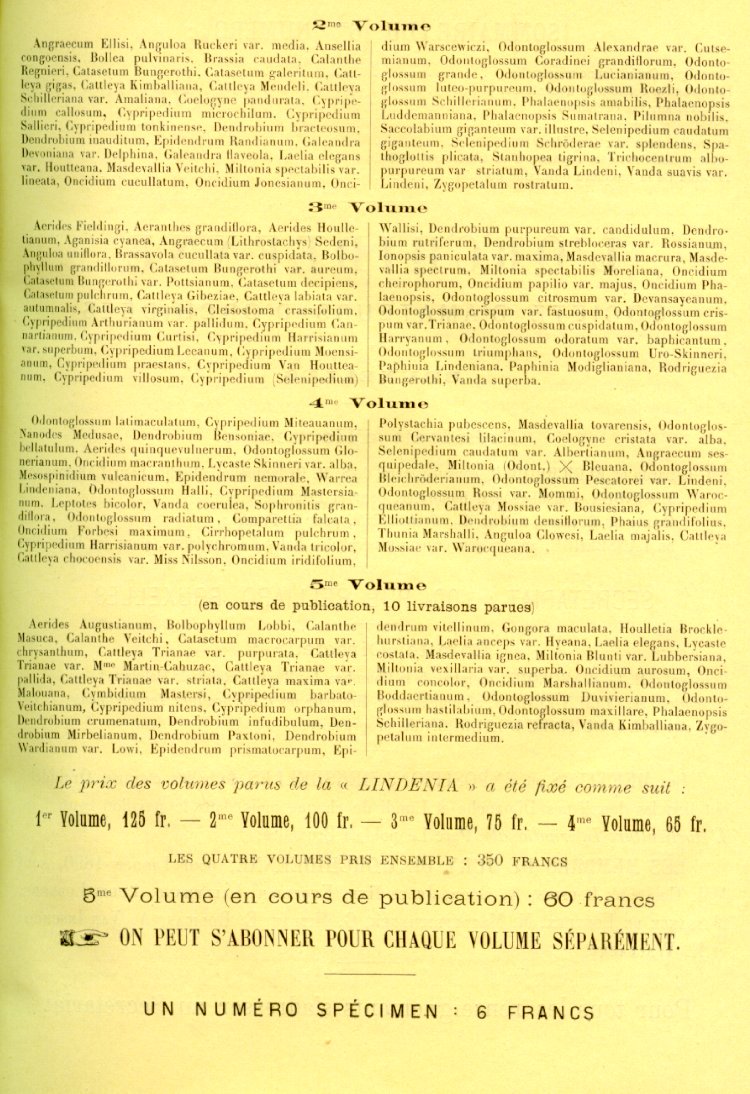 2me Volume
Angraecum Ellisi, Anguloa Ruckeri var. media, Ansellia
congoensis, Bollea pulvinaris, Brassia caudata, Calanthe
Regnieri, Catasetum Bungerothi, Catasetum galeritum, Catt-
leya gigas, Cattleya Kimballiana, Cattleya Mendeli, Cattleya
Schilleriana var. Amaliana, Coelogyne pandurata, Cypripe-
dium callosum, Cypripedium microchilum, Cypripedium
Sallieri, Cypripedium tonkinense, Dendrobium bracteosum,
Dendrobium inauditum, Epidendrum Randianum, Galeandra
Devoniana var. Delphina, Galeandra flaveola, Laelia elegans
var. Houtteana, Masdevallia Veitchi, Miltonia spectabilis var.
lineata, Oncidium cucullatum, Oncidium Jonesianum, Onci-
dium Warscewiczi, Odontoglossum Alexandrae var. Cutse-
mianum, Odontoglossum Coradinei grandiflorum, Odonto-
glossum grande, Odontoglossum Lucianianum, Odonto-
glossum luteo-purpureum, Odontoglossum Roezli, Odonto-
glossum Schillerianum, Phalaenopsis amabilis, Phalaenopsis
Luddemanniana, Phalaenopsis Sumatrana, Pilumna nobilis,
Saccolabium giganteum var. illustre, Selenipedium caudatum
giganteum, Selenipedium Schröderae var. splendens, Spa-
thoglottis plicata, Stanhopea tigrina, Trichocentrum albo-
purpureum var striatum, Vanda Lindeni, Vanda suavis var.
Lindeni, Zygopetalum rostratum.
3me Volume
Aerides Fieldingi, Aeranthes grandiflora, Aerides Houlle-
tianum, Aganisia cyanea, Angraecum (Lithrostachys) Sedeni,
Anguloa uniflora, Brassavola cucullata var. cuspidata, Bolbo-
phyllum grandiflorum, Catasetum Bungerothi var. aureum,
Catasetum Bungerothi var. Pottsianum, Catasetum decipiens,
Catasetum pulchrum, Cattleya Gibeziae, Cattleya labiata var.
autumnalis, Cattleya virginalis, Cleisostoma crassifolium,
Cypripedium Arthurianum var. pallidum, Cypripedium Can-
nartianum, Cypripedium Curtisi, Cypripedium Harrisianum
var. superbum, Cypripedium Lecanum, Cypripedium Moensi-
anum, Cypripedium praestans, Cypripedium Van Houttea-
num, Cypripedium villosum, Cypripedium (Selenipedium)
Wallisi, Dendrobium purpureum var. candidulum, Dendro-
bium rutriferum, Dendrobium strebloceras var. Rossianum,
Ionopsis paniculata var. maxima, Masdevallia macrura, Masde-
vallia spectrum, Miltonia spectabilis Moreliana, Oncidium
cheirophorum, Oncidium papilio var. majus, Oncidium Pha-
laenopsis, Odontoglossum citrosmum var. Devansayeanum,
Odontoglossum crispum var. fastuosum, Odontoglossum cris-
pum var. Trianae, Odontoglossum cuspidatum, Odontoglossum
Harryanum, Odontoglossum odoratum var. baphicantum,
Odontoglossum triumphans, Odontoglossum Uro-Skinneri,
Paphinia Lindeniana, Paphinia Modiglianiana, Rodriguezia
Bungerothi, Vanda superba.
4me Volume
Odontoglossum latimaculatum, Cypripedium Miteauanum,
Nanodes Medusae, Dendrobium Bensoniae, Cypripedium
bellatulum, Aerides quinquevulnerum, Odontoglossum Glo-
nerianum, Oncidium macranthum, Lycaste Skinneri var. alba,
Mesospinidium vulcanicum, Epidendrum nemorale, Warrea
Lindeniana, Odontoglossum Halli, Cypripedium Mastersia-
num, Leptotes bicolor, Vanda coerulea, Sophronitis gran-
diflora, Odontoglossum radiatum, Comparettia falcata,
Oncidium Forbesi maximum, Cirrhopetalum pulchrum,
Cypripedium Harrisianum var. polychromum, Vanda tricolor,
Cattleya chocoensis var. Miss Nilsson, Oncidium iridifolium,
Polystachia pubescens, Masdevallia tovarensis, Odontoglos-
sum Cervantesi lilacinum, Coelogyne cristata var. alba,
Selenipedium caudatum var. Albertianum, Angraecum ses-
quipedale, Miltonia (Odont.) ✕ Bleuana, Odontoglossum
Bleichröderianum, Odontoglossum Pescatorei var. Lindeni,
Odontoglossum Rossi var. Mommi, Odontoglossum Waroc-
queanum, Cattleya Mossiae var. Bousiesiana, Cypripedium
Elliottianum, Dendrobium densiflorum, Phaius grandifolius,
Thunia Marshalli, Anguloa Clowesi, Laelia majalis, Cattleya
Mossiae var. Warocqueana.
5me Volume
(en cours de publication, 10 livraisons parues)
Aerides Augustianum, Bolbophyllum Lobbi, Calanthe
Masuca, Calanthe Veitchi, Catasetum macrocarpum var.
chrysanthum, Cattleya Trianae var. purpurata, Cattleya
Trianae var. Mme Martin-Cahuzac, Cattleya Trianae var.
pallida, Cattleya Trianae var. striata, Cattleya maxima var.
Malouana, Cymbidium Mastersi, Cypripedium barbato-
Veitchianum, Cypripedium nitens, Cypripedium orphanum,
Dendrobium crumenatum, Dendrobium infudibulum, Den-
drobium Mirbelianum, Dendrobium Paxtoni, Dendrobium
Wardianum var. Lowi, Epidendrum prismatocarpum, Epi-
dendrum vitellinum, Gongora maculata, Houlletia Brockle-
hurstiana, Laelia anceps var. Hyeana, Laelia elegans, Lycaste
costata, Masdevallia ignea, Miltonia Blunti var. Lubbersiana,
Miltonia vexillaria var. superba, Oncidium aurosum, Onci-
dium concolor, Oncidium Marshallianum, Odontoglossum
Boddaertianum, Odontoglossum Duvivierianum, Odonto-
glossum hastilabium, Odontoglossum maxillare, Phalaenopsis
Schilleriana, Rodriguezia refracta, Vanda Kimballiana, Zygo-
petalum intermedium.
Le prix des volumes parus de la « LINDENIA » a été fixé comme suit :
1er Volume, 125 fr. — 2me Volume, 100 fr. — 3me Volume, 75 fr. — 4me Volume, 65 fr.
LES QUATRE VOLUMES PRIS ENSEMBLE : 350 FRANCS
5me Volume (en cours de publication) : 60 francs
ON PEUT S'ABONNER POUR CHAQUE VOLUME SÉPARÉMENT.
UN NUMÉRO SPÉCIMEN : 6 FRANCS